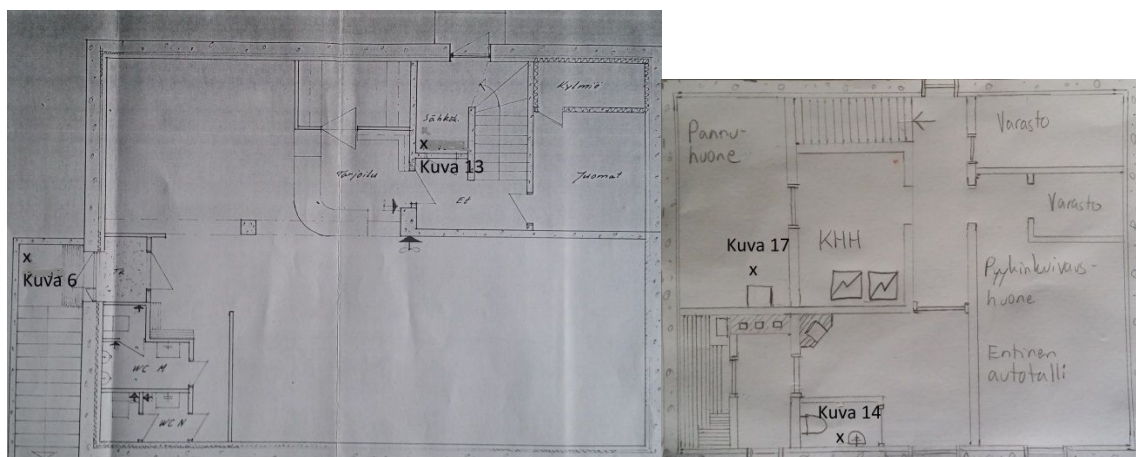 Kylmiö
Sähkök.
x
Kuva 13
Tarjoilu
Et
Juomat
x
Kuva 6
TK
WC M
WC N
Pannu-
huone
Varasto
Varasto
KHH
Kuva 17
x
Pyykinkuivaus-
huone
Entinen
autotalli
Kuva 14
x